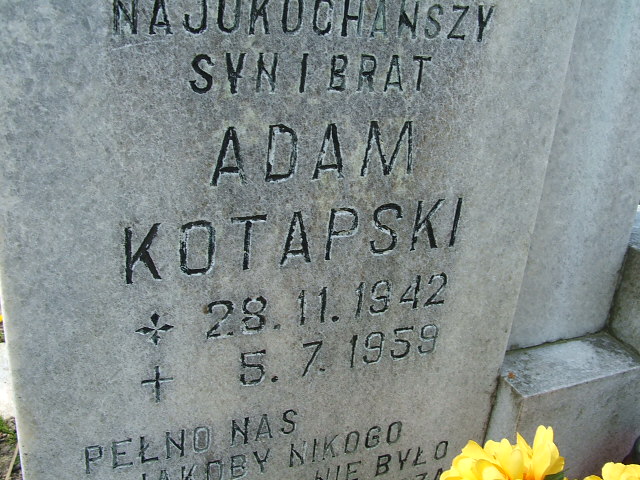 NAJUKOCHAŃSZY
SYN I BRAT
ADAM
KOTAPSKI
28.11.1942
5.7.1959
PEŁNO NAS
JAKOBY NIKOGO
NIE BYŁO